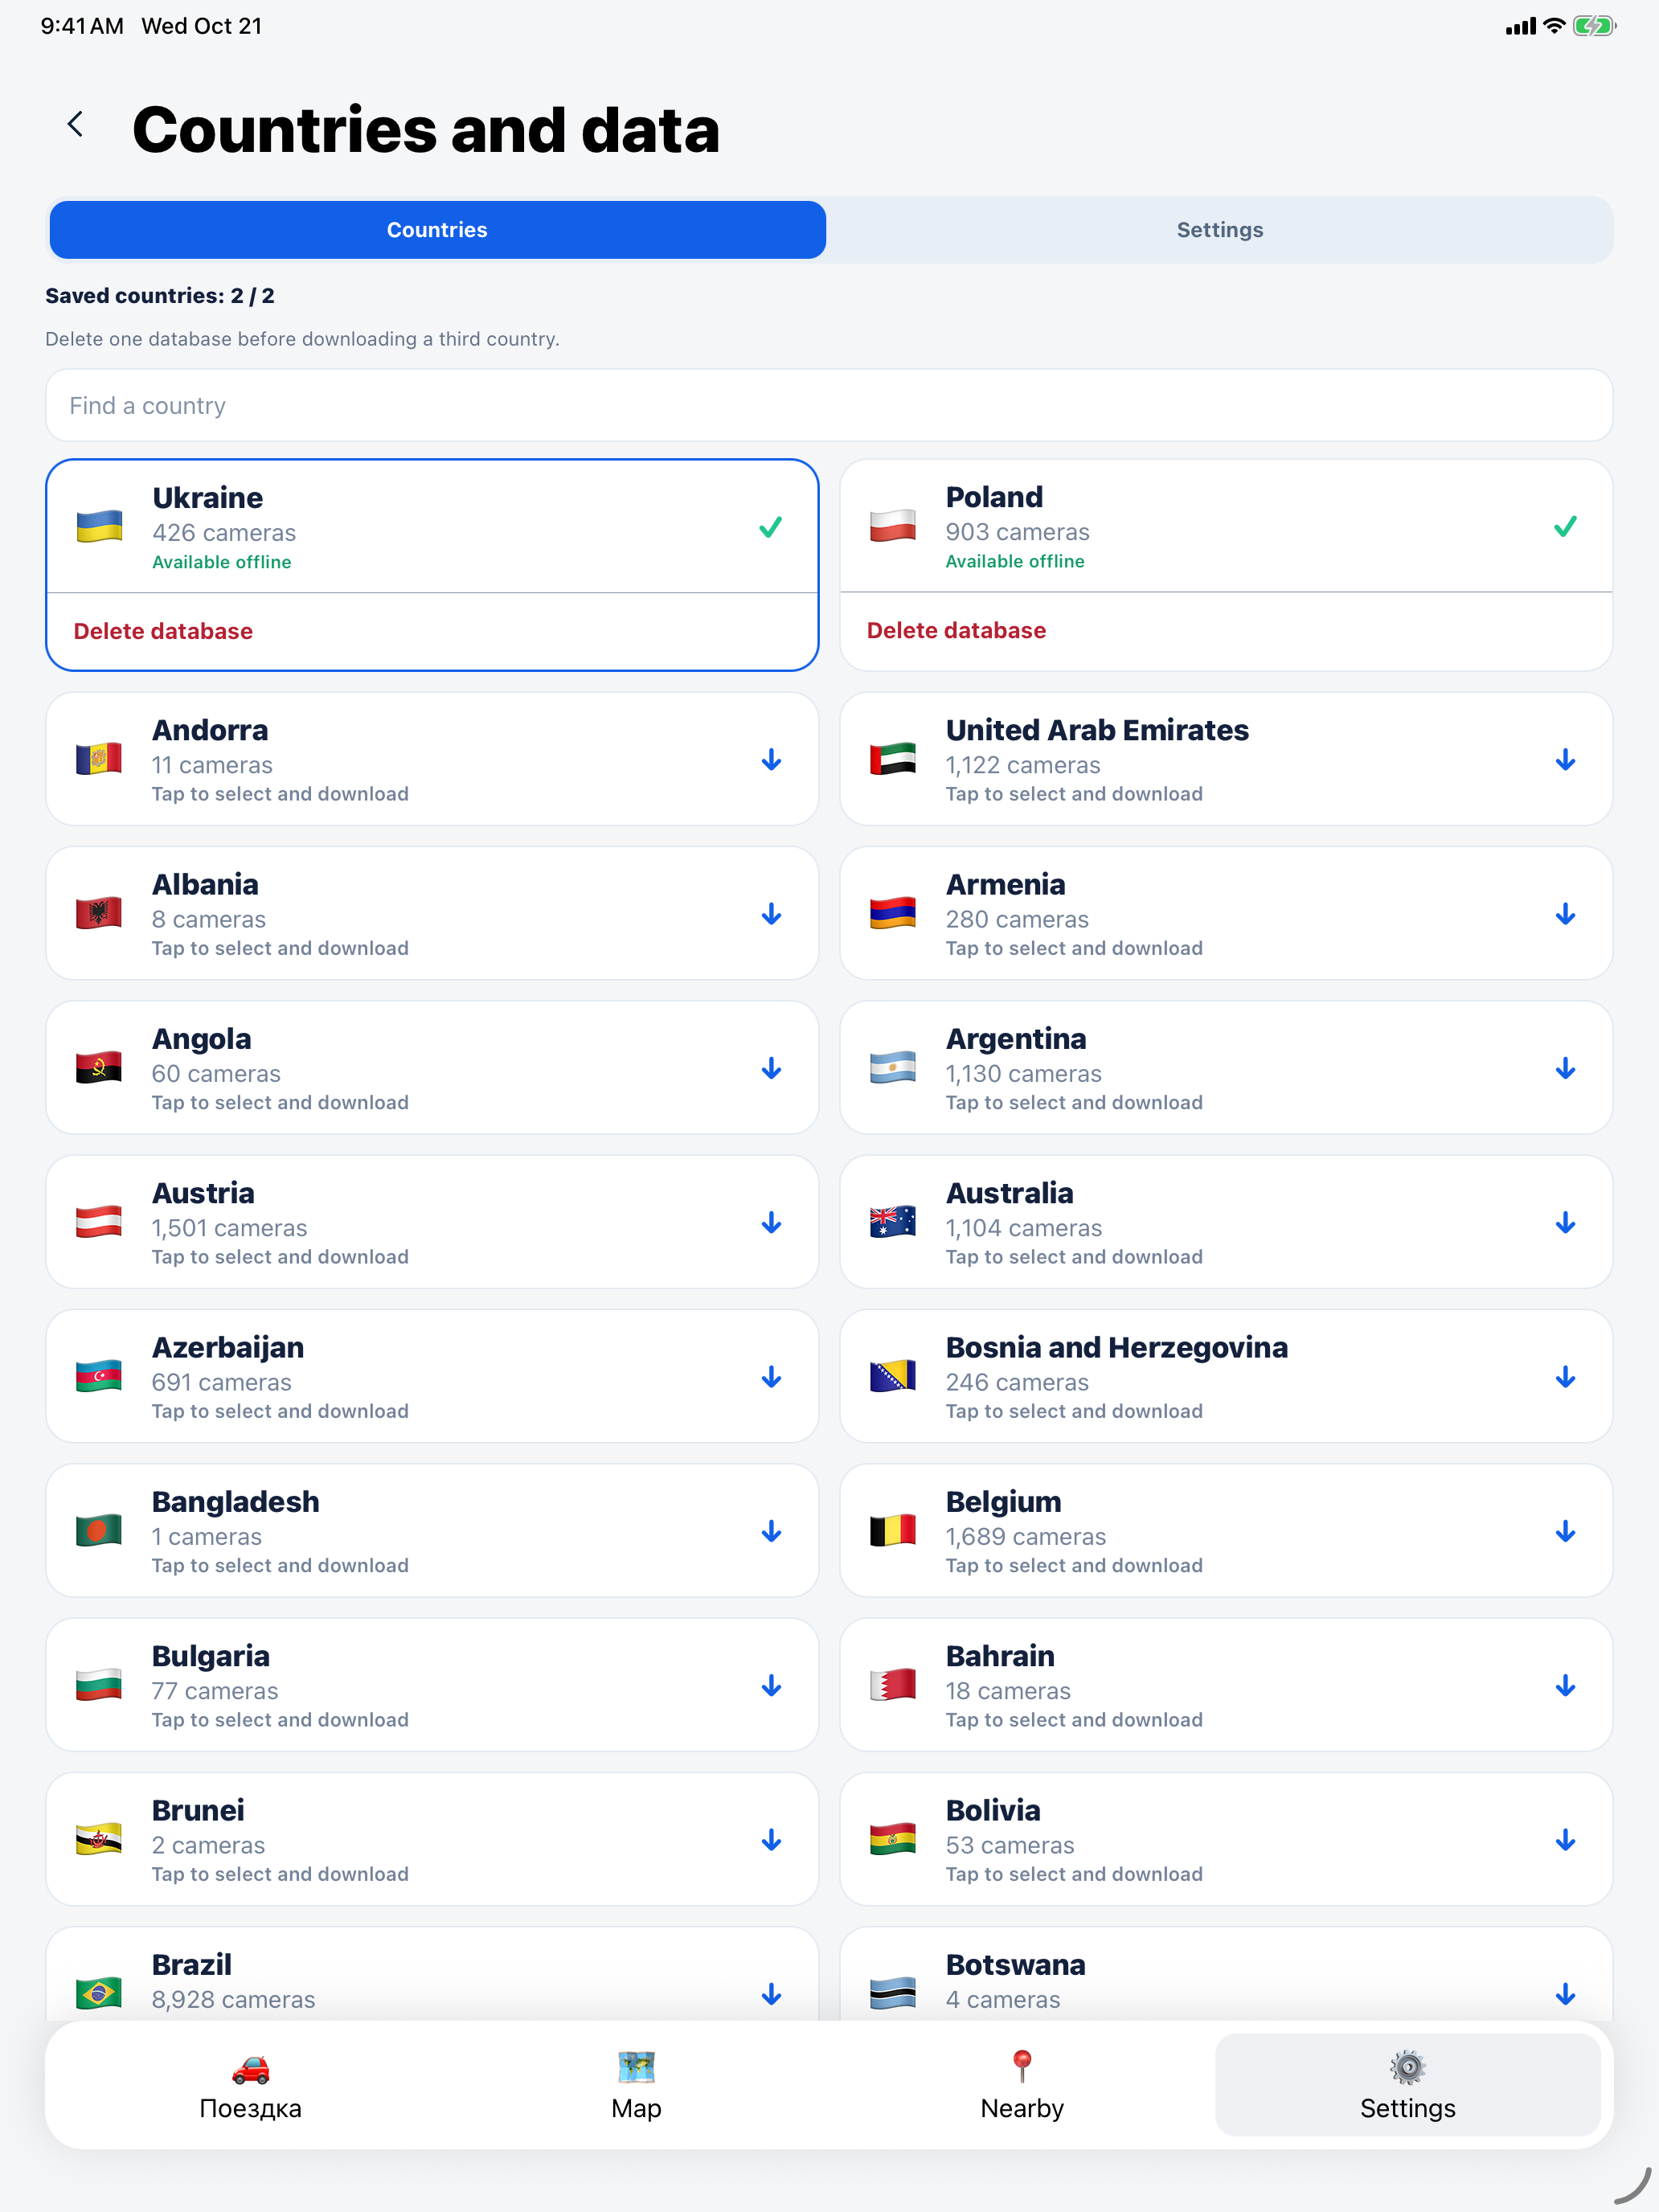 9:41 AM Wed Oct 21
Countries and data
Countries
Settings
Saved countries: 2 / 2
Delete one database before downloading a third country.
Find a country
Ukraine
426 cameras
Available offline
Delete database
Poland
903 cameras
Available offline
Delete database
Andorra
11 cameras
Tap to select and download
United Arab Emirates
1,122 cameras
Tap to select and download
Albania
8 cameras
Tap to select and download
Armenia
280 cameras
Tap to select and download
Angola
60 cameras
Tap to select and download
Argentina
1,130 cameras
Tap to select and download
Austria
1,501 cameras
Tap to select and download
Australia
1,104 cameras
Tap to select and download
Azerbaijan
691 cameras
Tap to select and download
Bosnia and Herzegovina
246 cameras
Tap to select and download
Bangladesh
1 cameras
Tap to select and download
Belgium
1,689 cameras
Tap to select and download
Bulgaria
77 cameras
Tap to select and download
Bahrain
18 cameras
Tap to select and download
Brunei
2 cameras
Tap to select and download
Bolivia
53 cameras
Tap to select and download
Brazil
8,928 cameras
Botswana
4 cameras
Поездка
Map
Nearby
Settings